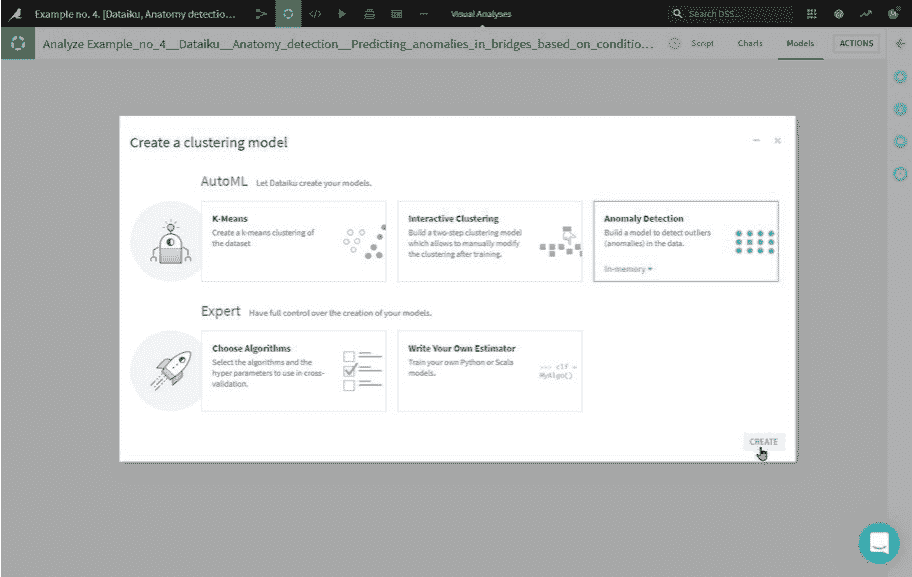 Example no. 4. [Dataiku, Anatomy detectio...
Visual Analyses
Search DSS...
Analyze Example_no_4__Dataiku__Anatomy_detection__Predicting_anomalies_in_bridges_based_on_conditio...
Script
Charts
Models
ACTIONS
Create a clustering model
AutoML Let Dataiku create your models.
K-Means
Create a k-means clustering of
the dataset
Interactive Clustering
Build a two-step clustering model
which allows to manually modify
the clustering after training.
Anomaly Detection
Build a model to detect outliers
(anomalies) in the data.
In-memory
Expert Have full control over the creation of your models.
Choose Algorithms
Select the algorithms and the
hyper parameters to use in cross-
validation.
Write Your Own Estimator
Train your own Python or Scala
models.
>>> clf =
MyAlgo()
CREATE